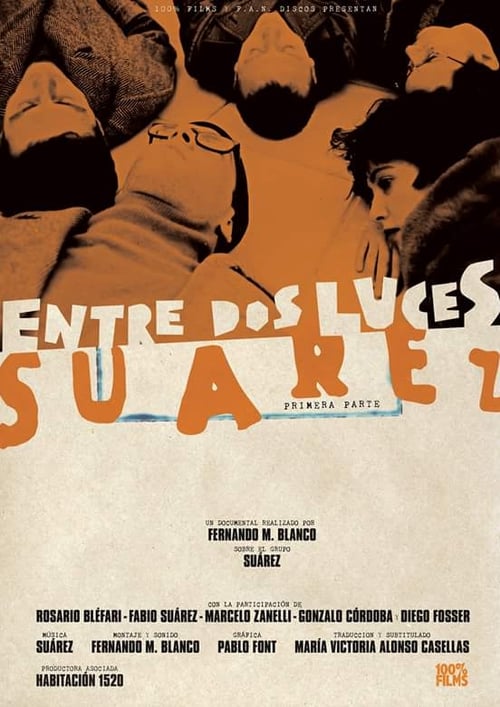 100% FILMS Y F.A.N. DISCOS PRESENTAN
ENTRE DOS LUCES
SUAREZ
PRIMERA PARTE
UN DOCUMENTAL REALIZADO POR
FERNANDO M. BLANCO
SOBRE EL GRUPO
SUÁREZ
CON LA PARTICIPACIÓN DE
ROSARIO BLÉFARI - FABIO SUÁREZ - MARCELO ZANELLI - GONZALO CÓRDOBA Y DIEGO FOSSER
MÚSICA MONTAJE Y SONIDO GRÁFICA TRADUCCION Y SUBTITULADO
SUÁREZ FERNANDO M. BLANCO PABLO FONT MARÍA VICTORIA ALONSO CASELLAS
PRODUCTORA ASOCIADA
HABITACIÓN 1520
100%
FILMS